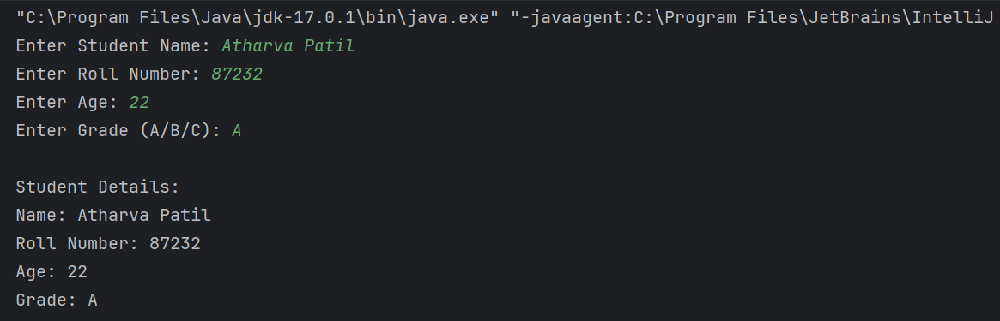 "C:\Program Files\Java\jdk-17.0.1\bin\java.exe" "-javaagent:C:\Program Files\JetBrains\IntelliJ
Enter Student Name: Atharva Patil
Enter Roll Number: 87232
Enter Age: 22
Enter Grade (A/B/C): A
Student Details:
Name: Atharva Patil
Roll Number: 87232
Age: 22
Grade: A